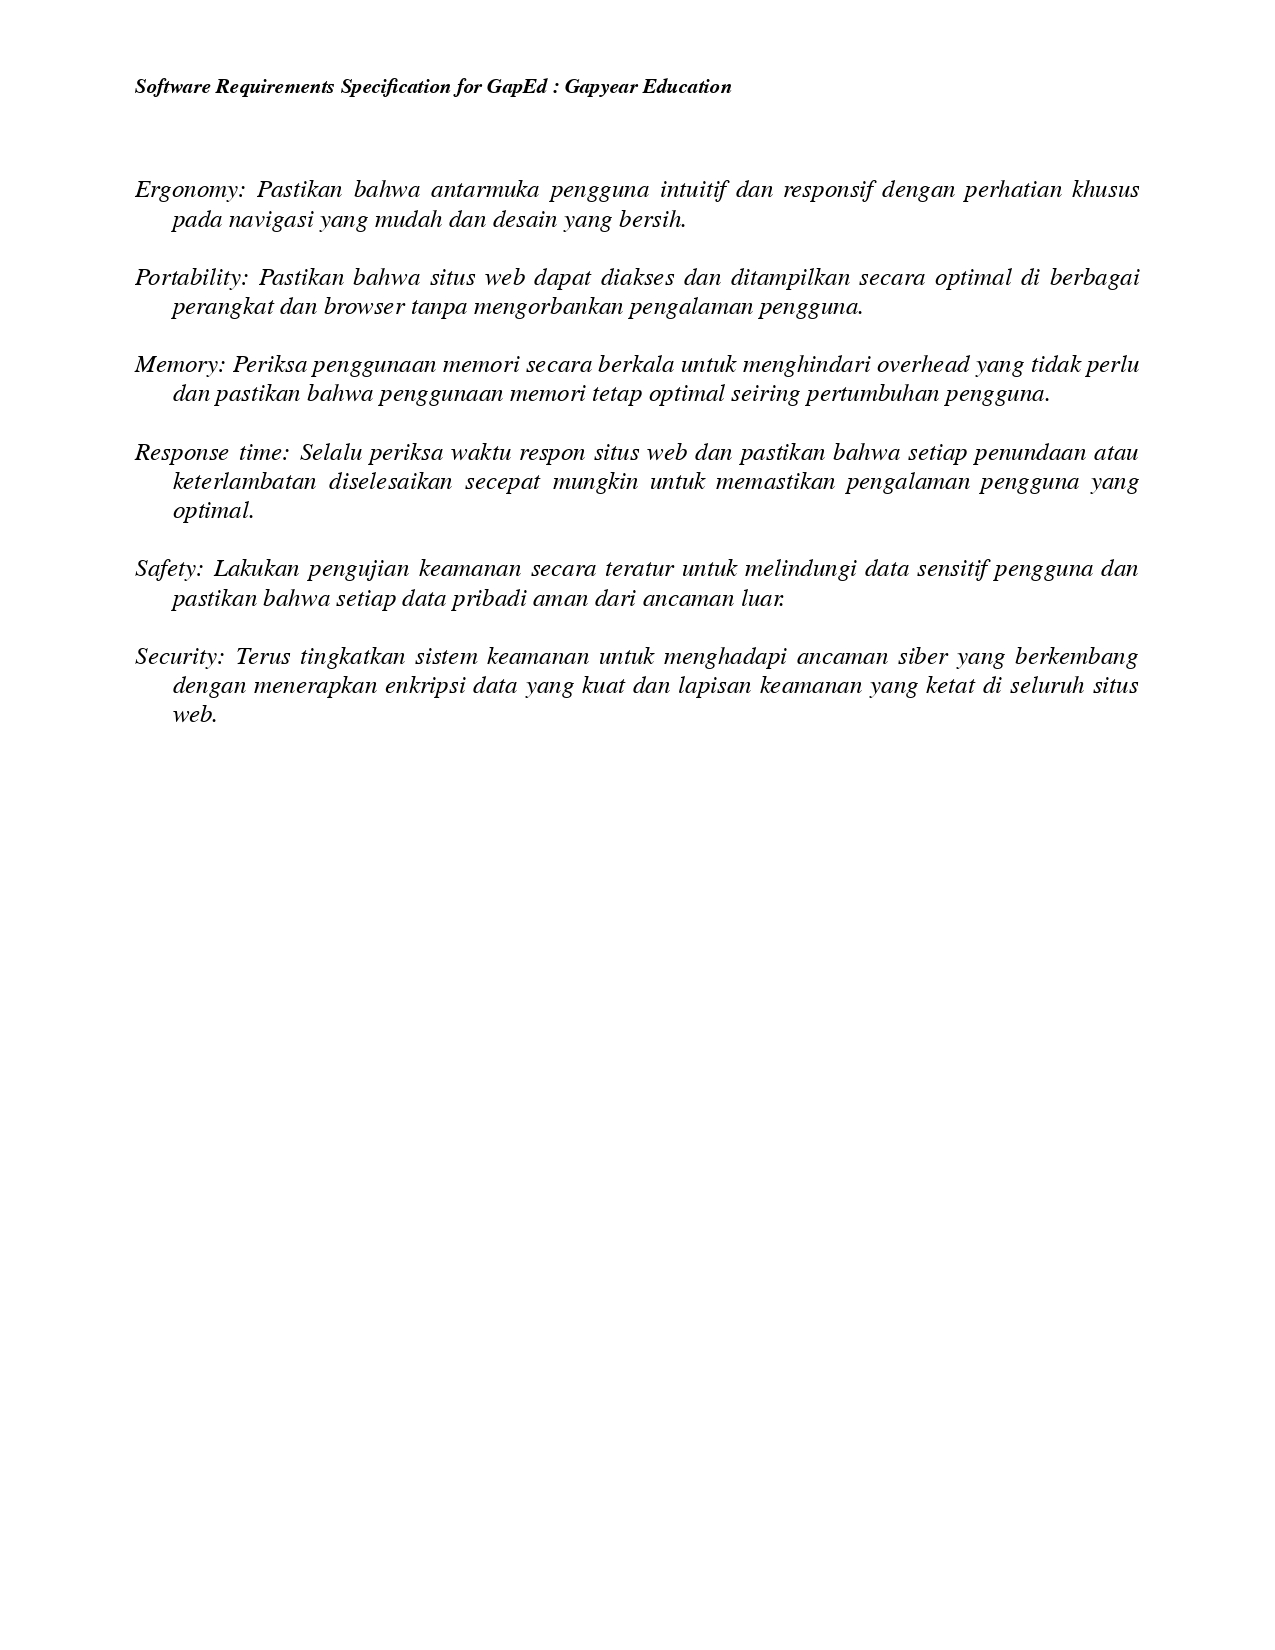 Software Requirements Specification for GapEd : Gapyear Education
Ergonomy: Pastikan bahwa antarmuka pengguna intuitif dan responsif dengan perhatian khusus
pada navigasi yang mudah dan desain yang bersih.
Portability: Pastikan bahwa situs web dapat diakses dan ditampilkan secara optimal di berbagai
perangkat dan browser tanpa mengorbankan pengalaman pengguna.
Memory: Periksa penggunaan memori secara berkala untuk menghindari overhead yang tidak perlu
dan pastikan bahwa penggunaan memori tetap optimal seiring pertumbuhan pengguna.
Response time: Selalu periksa waktu respon situs web dan pastikan bahwa setiap penundaan atau
keterlambatan diselesaikan secepat mungkin untuk memastikan pengalaman pengguna yang
optimal.
Safety: Lakukan pengujian keamanan secara teratur untuk melindungi data sensitif pengguna dan
pastikan bahwa setiap data pribadi aman dari ancaman luar.
Security: Terus tingkatkan sistem keamanan untuk menghadapi ancaman siber yang berkembang
dengan menerapkan enkripsi data yang kuat dan lapisan keamanan yang ketat di seluruh situs
web.